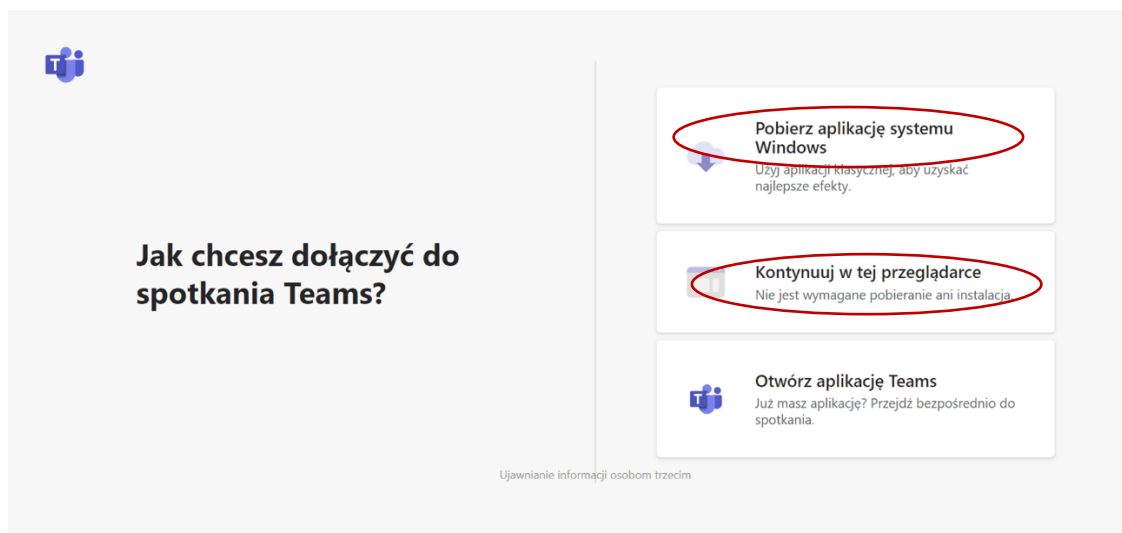 Jak chcesz dołączyć do
spotkania Teams?
Pobierz aplikację systemu
Windows
Użyj aplikacji klasycznej, aby uzyskać
najlepsze efekty.
Kontynuuj w tej przeglądarce
Nie jest wymagane pobieranie ani instalacja.
Otwórz aplikację Teams
Już masz aplikację? Przejdź bezpośrednio do
spotkania.
Ujawnianie informacji osobom trzecim